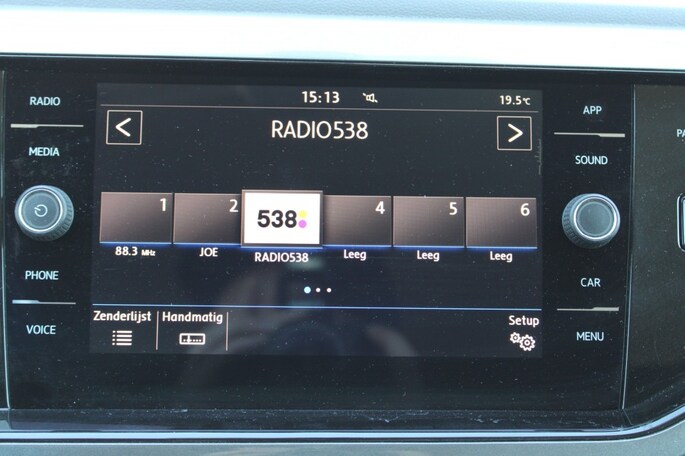 RADIO
MEDIA
PHONE
VOICE
15:13
19.5°C
RADIO538
1
2
538
4
5
6
88.3 MHz
JOE
RADIO538
Leeg
Leeg
Leeg
Zenderlijst
Handmatig
Setup
APP
SOUND
CAR
MENU
PA